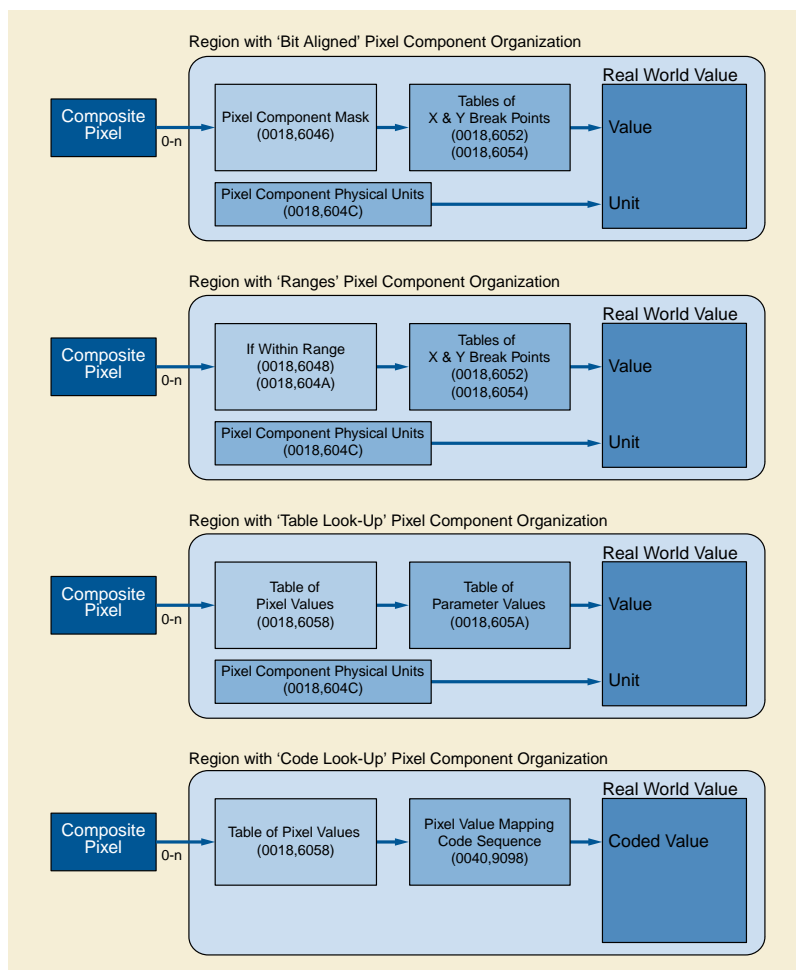 Region with ‘Bit Aligned’ Pixel Component Organization
Real World Value
Composite
Pixel
0-n
Pixel Component Mask
(0018,6046)
Tables of
X & Y Break Points
(0018,6052)
(0018,6054)
Value
Pixel Component Physical Units
(0018,604C)
Unit
Region with ‘Ranges’ Pixel Component Organization
Real World Value
Composite
Pixel
0-n
If Within Range
(0018,6048)
(0018,604A)
Tables of
X & Y Break Points
(0018,6052)
(0018,6054)
Value
Pixel Component Physical Units
(0018,604C)
Unit
Region with ‘Table Look-Up’ Pixel Component Organization
Real World Value
Composite
Pixel
0-n
Table of
Pixel Values
(0018,6058)
Table of
Parameter Values
(0018,605A)
Value
Pixel Component Physical Units
(0018,604C)
Unit
Region with ‘Code Look-Up’ Pixel Component Organization
Real World Value
Composite
Pixel
0-n
Table of Pixel Values
(0018,6058)
Pixel Value Mapping
Code Sequence
(0040,9098)
Coded Value